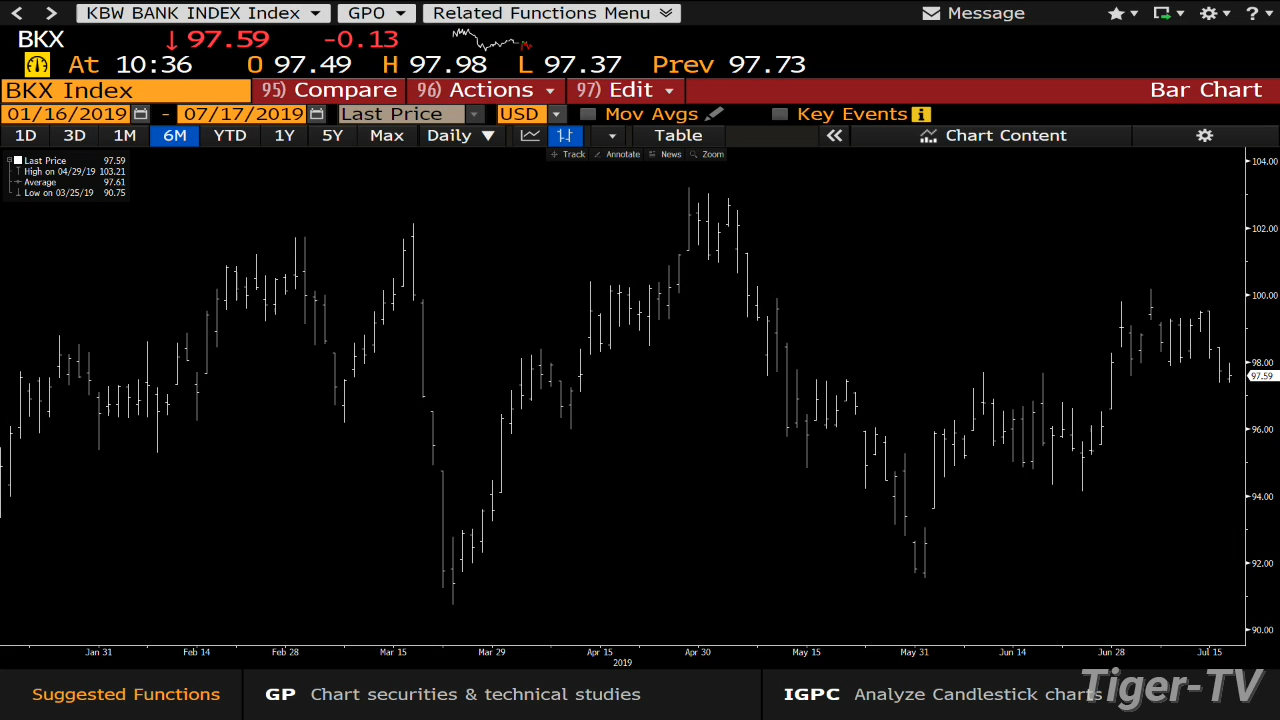 KBW BANK INDEX Index GPO Related Functions Menu Message ?
BKX ↓97.59 -0.13
At 10:36 O 97.49 H 97.98 L 97.37 Prev 97.73
BKX Index 95) Compare 96) Actions 97) Edit Bar Chart
01/16/2019 - 07/17/2019 Last Price USD Mov Avgs Key Events i
1D 3D 1M 6M YTD 1Y 5Y Max Daily ▼ Table « Chart Content
Track Annotate News Zoom
Last Price 97.59
High on 04/29/19 103.21
Average 97.61
Low on 03/25/19 90.75
104.00
102.00
100.00
98.00
97.59
96.00
94.00
92.00
90.00
Jan 31 Feb 14 Feb 28 Mar 15 Mar 29 Apr 15 Apr 30 May 15 May 31 Jun 14 Jun 28 Jul 15
2019
Suggested Functions GP Chart securities & technical studies IGPC Analyze Candlestick charts
Tiger-TV